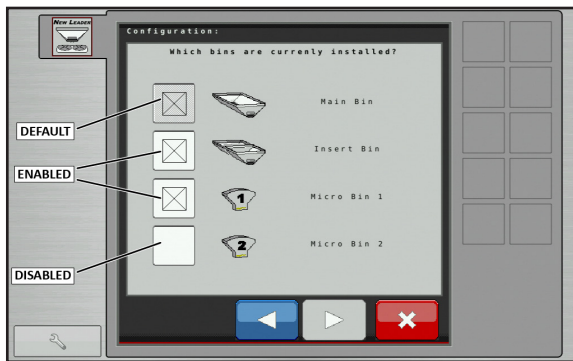 NEW LEADER
Configuration:
Which bins are currenly installed?
Main Bin
DEFAULT
Insert Bin
ENABLED
1
Micro Bin 1
2
Micro Bin 2
DISABLED